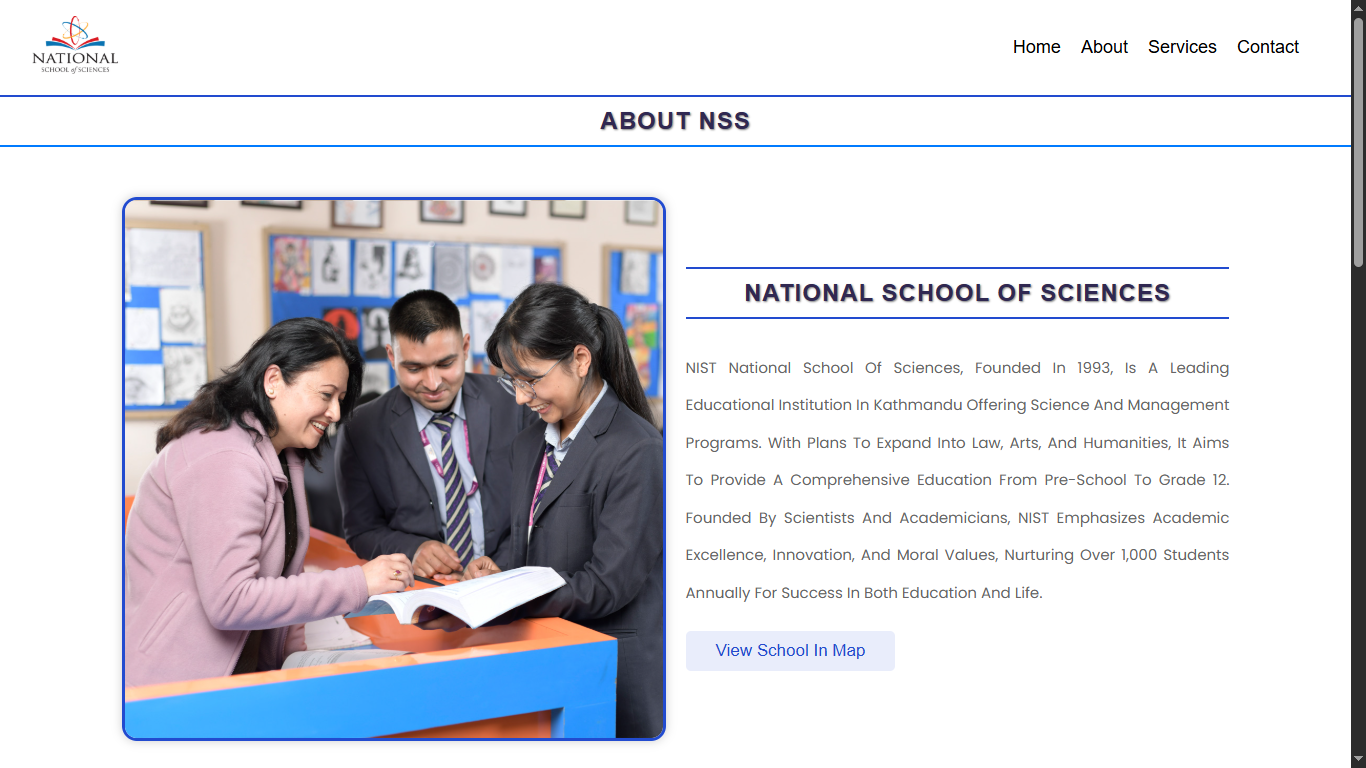 NATIONAL
SCHOOL of SCIENCES
Home About Services Contact
ABOUT NSS
NATIONAL SCHOOL OF SCIENCES
NIST National School Of Sciences, Founded In 1993, Is A Leading
Educational Institution In Kathmandu Offering Science And Management
Programs. With Plans To Expand Into Law, Arts, And Humanities, It Aims
To Provide A Comprehensive Education From Pre-School To Grade 12.
Founded By Scientists And Academicians, NIST Emphasizes Academic
Excellence, Innovation, And Moral Values, Nurturing Over 1,000 Students
Annually For Success In Both Education And Life.
View School In Map